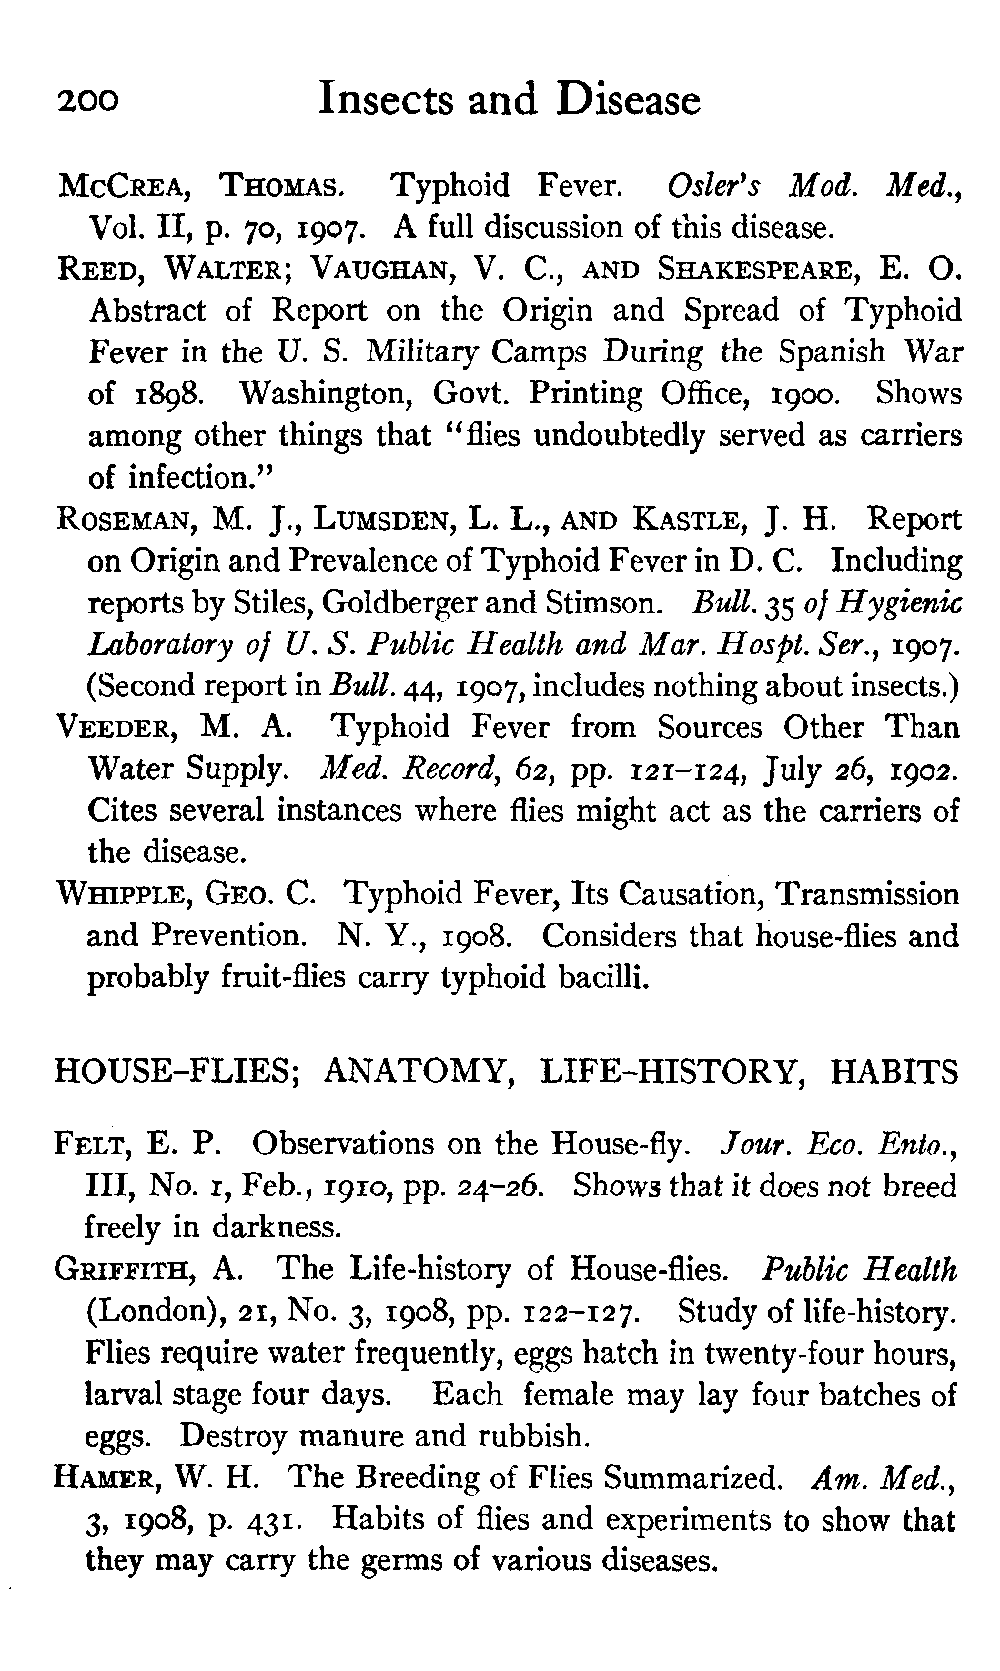 200 Insects and Disease
McCrea, Thomas. Typhoid Fever. Osler's Mod. Med.,
Vol. II, p. 70, 1907. A full discussion of this disease.
Reed, Walter; Vaughan, V. C., and Shakespeare, E. O.
Abstract of Report on the Origin and Spread of Typhoid
Fever in the U. S. Military Camps During the Spanish War
of 1898. Washington, Govt. Printing Office, 1900. Shows
among other things that "flies undoubtedly served as carriers
of infection."
Roseman, M. J., Lumsden, L. L., and Kastle, J. H. Report
on Origin and Prevalence of Typhoid Fever in D. C. Including
reports by Stiles, Goldberger and Stimson. Bull. 35 of Hygienic
Laboratory of U. S. Public Health and Mar. Hospt. Ser., 1907.
(Second report in Bull. 44, 1907, includes nothing about insects.)
Veeder, M. A. Typhoid Fever from Sources Other Than
Water Supply. Med. Record, 62, pp. 121–124, July 26, 1902.
Cites several instances where flies might act as the carriers of
the disease.
Whipple, Geo. C. Typhoid Fever, Its Causation, Transmission
and Prevention. N. Y., 1908. Considers that house-flies and
probably fruit-flies carry typhoid bacilli.
HOUSE-FLIES; ANATOMY, LIFE-HISTORY, HABITS
Felt, E. P. Observations on the House-fly. Jour. Eco. Ento.,
III, No. 1, Feb., 1910, pp. 24–26. Shows that it does not breed
freely in darkness.
Griffith, A. The Life-history of House-flies. Public Health
(London), 21, No. 3, 1908, pp. 122–127. Study of life-history.
Flies require water frequently, eggs hatch in twenty-four hours,
larval stage four days. Each female may lay four batches of
eggs. Destroy manure and rubbish.
Hamer, W. H. The Breeding of Flies Summarized. Am. Med.,
3, 1908, p. 431. Habits of flies and experiments to show that
they may carry the germs of various diseases.